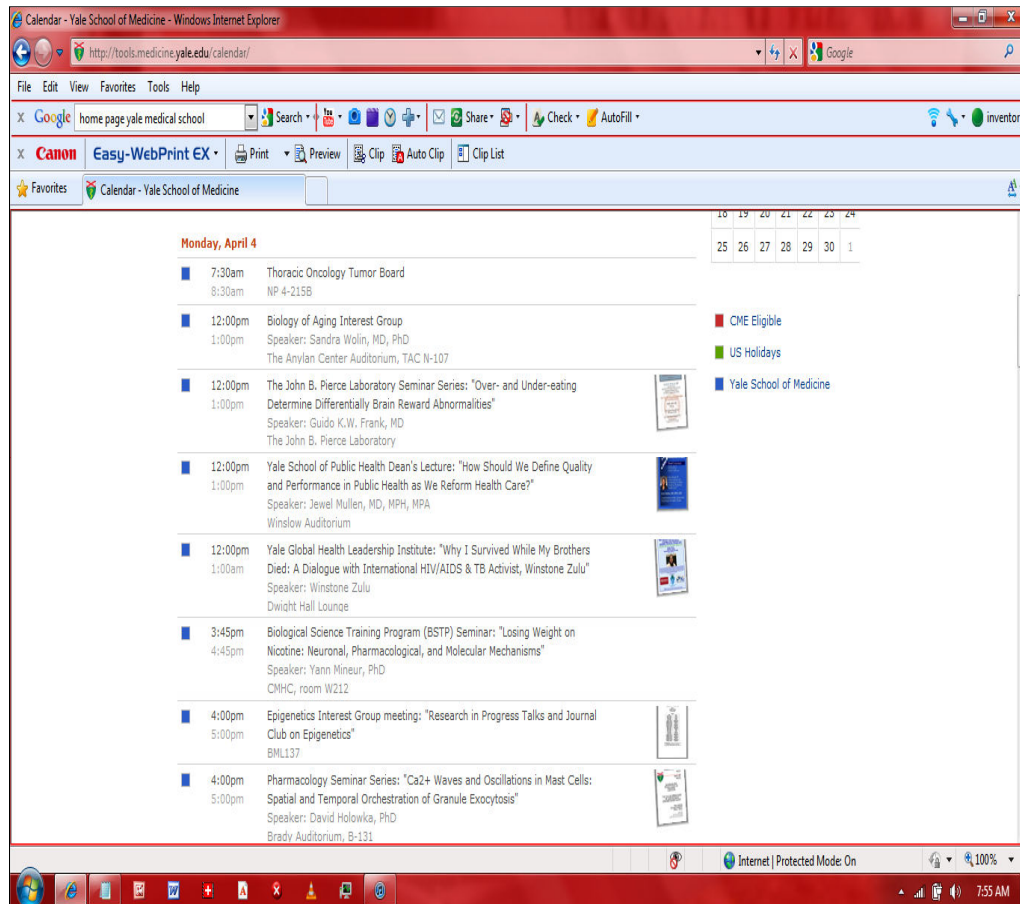 Calendar - Yale School of Medicine - Windows Internet Explorer
http://tools.medicine.yale.edu/calendar/
Google
File Edit View Favorites Tools Help
X Google home page yale medical school Search Share Check AutoFill inventor
x Canon Easy-WebPrint EX Print Preview Clip Auto Clip Clip List
Favorites Calendar - Yale School of Medicine
18 19 20 21 22 23 24
25 26 27 28 29 30 1
Monday, April 4
7:30am Thoracic Oncology Tumor Board
8:30am NP 4-215B
12:00pm Biology of Aging Interest Group
1:00pm Speaker: Sandra Wolin, MD, PhD
The Anylan Center Auditorium, TAC N-107
12:00pm The John B. Pierce Laboratory Seminar Series: "Over- and Under-eating
1:00pm Determine Differentially Brain Reward Abnormalities"
Speaker: Guido K.W. Frank, MD
The John B. Pierce Laboratory
12:00pm Yale School of Public Health Dean's Lecture: "How Should We Define Quality
1:00pm and Performance in Public Health as We Reform Health Care?"
Speaker: Jewel Mullen, MD, MPH, MPA
Winslow Auditorium
12:00pm Yale Global Health Leadership Institute: "Why I Survived While My Brothers
1:00am Died: A Dialogue with International HIV/AIDS & TB Activist, Winstone Zulu"
Speaker: Winstone Zulu
Dwight Hall Lounge
3:45pm Biological Science Training Program (BSTP) Seminar: "Losing Weight on
4:45pm Nicotine: Neuronal, Pharmacological, and Molecular Mechanisms"
Speaker: Yann Mineur, PhD
CMHC, room W212
4:00pm Epigenetics Interest Group meeting: "Research in Progress Talks and Journal
5:00pm Club on Epigenetics"
BML137
4:00pm Pharmacology Seminar Series: "Ca2+ Waves and Oscillations in Mast Cells:
5:00pm Spatial and Temporal Orchestration of Granule Exocytosis"
Speaker: David Holowka, PhD
Brady Auditorium, B-131
CME Eligible
US Holidays
Yale School of Medicine
Internet | Protected Mode: On 100%
7:55 AM